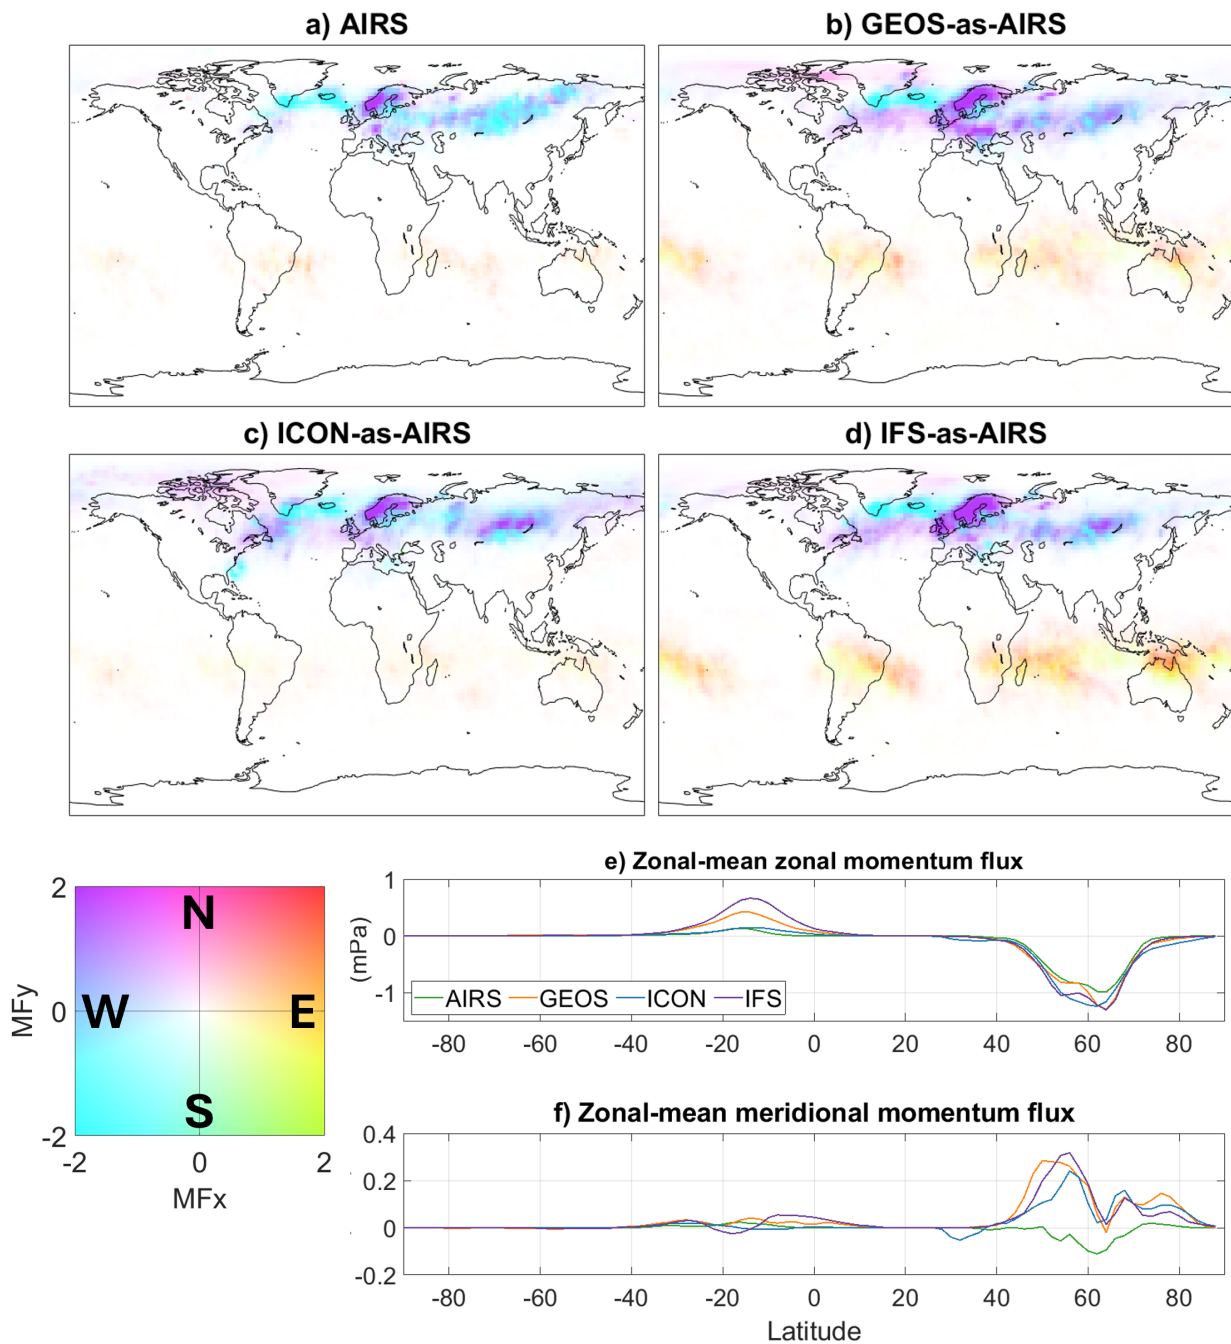 a) AIRS
b) GEOS-as-AIRS
c) ICON-as-AIRS
d) IFS-as-AIRS
e) Zonal-mean zonal momentum flux
2
N
W
E
S
0
-2
MFy
-2
0
2
MFx
1
0
-1
(mPa)
AIRS GEOS ICON IFS
-80 -60 -40 -20 0 20 40 60 80
f) Zonal-mean meridional momentum flux
0.4
0.2
0
-0.2
-80 -60 -40 -20 0 20 40 60 80
Latitude